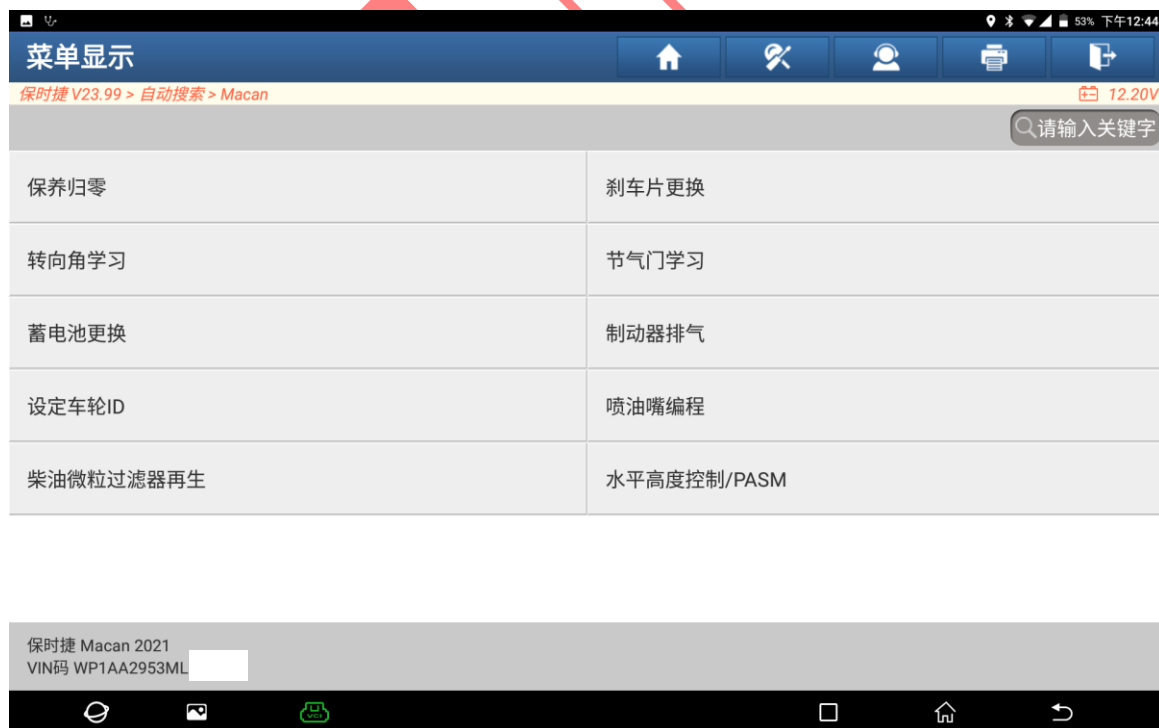 53% 下午12:44
菜单显示
保时捷 V23.99 > 自动搜索 > Macan
12.20V
请输入关键字
保养归零
刹车片更换
转向角学习
节气门学习
蓄电池更换
制动器排气
设定车轮ID
喷油嘴编程
柴油微粒过滤器再生
水平高度控制/PASM
保时捷 Macan 2021
VIN码 WP1AA2953ML
VCI